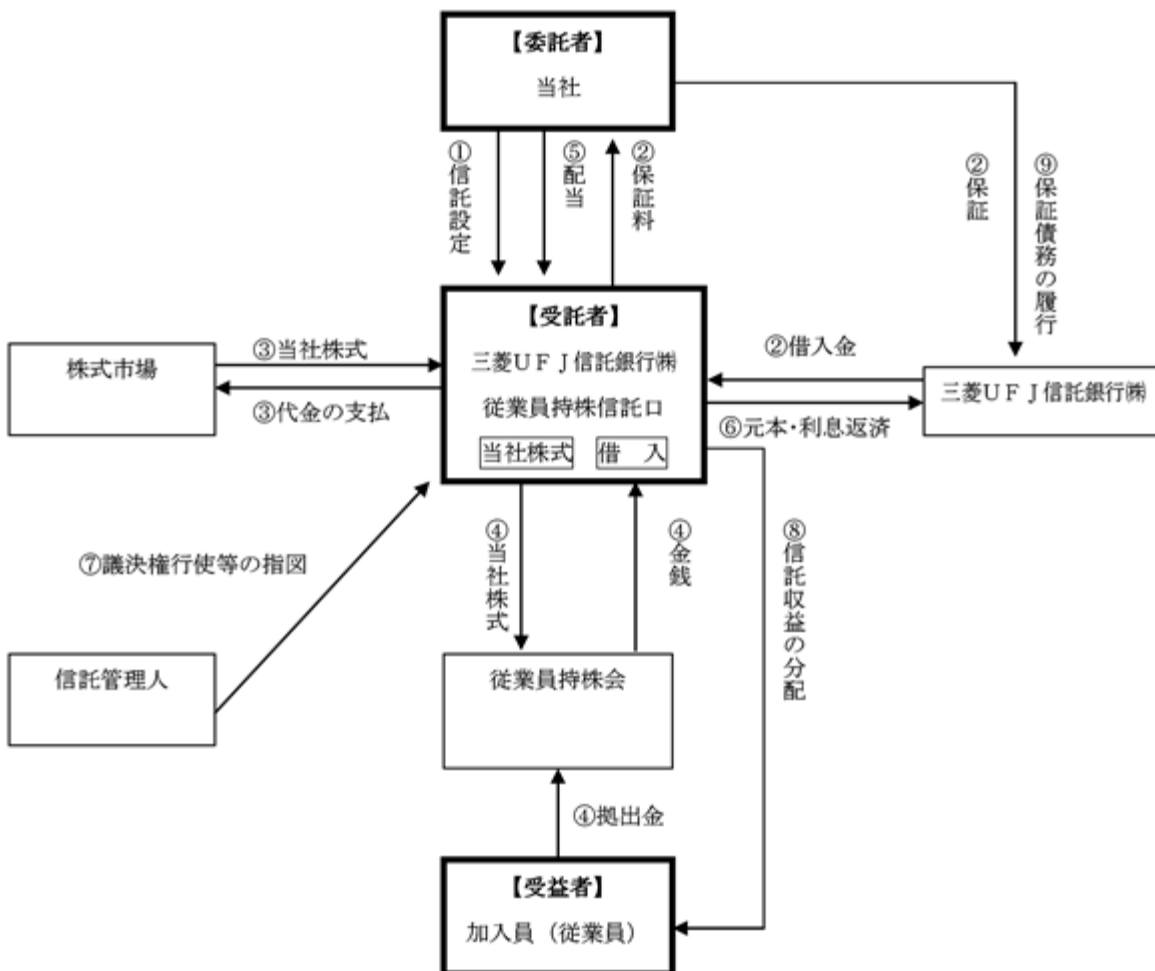 【委託者】
当社
①信託設定
⑤配当
②保証料
②保証
⑨保証債務の履行
【受託者】
三菱UFJ信託銀行㈱
従業員持株信託口
当社株式
借　入
株式市場
③当社株式
③代金の支払
②借入金
⑥元本・利息返済
三菱UFJ信託銀行㈱
⑦議決権行使等の指図
信託管理人
④当社株式
④金銭
⑧信託収益の分配
従業員持株会
④拠出金
【受益者】
加入員（従業員）